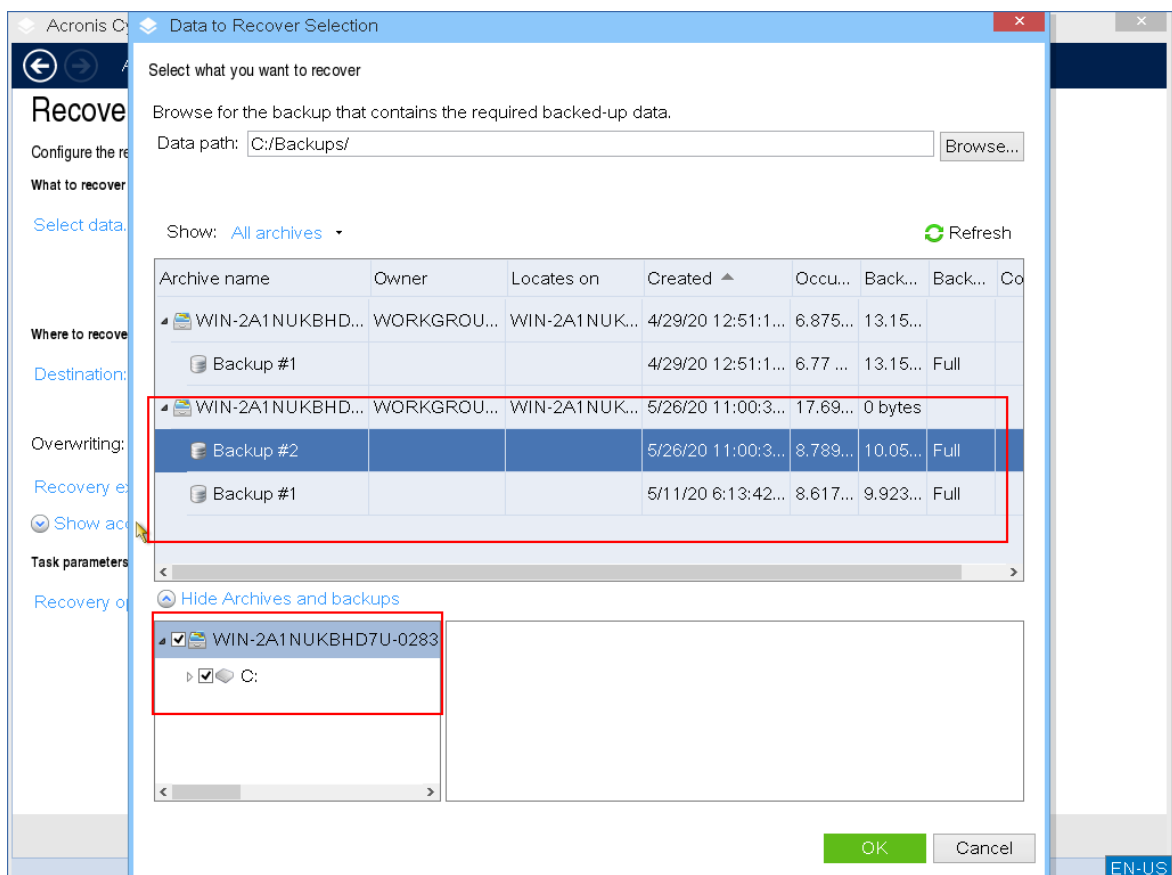 Acronis Cy
Data to Recover Selection
Select what you want to recover
Recove
Browse for the backup that contains the required backed-up data.
Configure the re
Data path: C:/Backups/ Browse...
What to recover
Select data.
Show: All archives Refresh
Archive name Owner Locates on Created Occu... Back... Back... Co
WIN-2A1NUKBHD... WORKGROU... WIN-2A1NUK... 4/29/20 12:51:1... 6.875... 13.15...
Where to recove
Backup #1 4/29/20 12:51:1... 6.77 ... 13.15... Full
Destination:
WIN-2A1NUKBHD... WORKGROU... WIN-2A1NUK... 5/26/20 11:00:3... 17.69... 0 bytes
Overwriting:
Backup #2 5/26/20 11:00:3... 8.789... 10.05... Full
Recovery ex
Backup #1 5/11/20 6:13:42... 8.617... 9.923... Full
Show acc
Task parameters
Recovery op
Hide Archives and backups
WIN-2A1NUKBHD7U-0283
C:
OK Cancel
EN-US